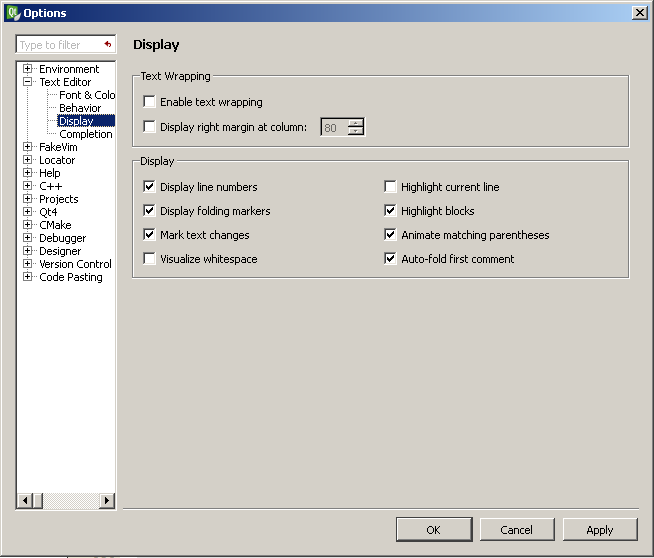 Options
Type to filter
Display
Environment
Text Editor
Font & Colo
Behavior
Display
Completion
FakeVim
Locator
Help
C++
Projects
Qt4
CMake
Debugger
Designer
Version Control
Code Pasting
Text Wrapping
Enable text wrapping
Display right margin at column: 80
Display
Display line numbers
Highlight current line
Display folding markers
Highlight blocks
Mark text changes
Animate matching parentheses
Visualize whitespace
Auto-fold first comment
OK
Cancel
Apply